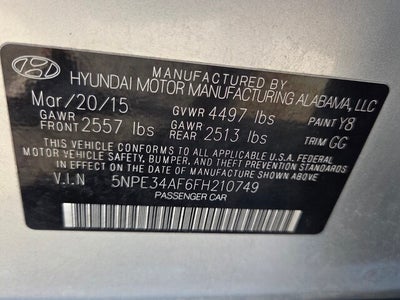 MANUFACTURED BY
HYUNDAI MOTOR MANUFACTURING ALABAMA, LLC
Mar/20/15 GVWR 4497 lbs PAINT Y8
GAWR FRONT 2557 lbs GAWR REAR 2513 lbs TRIM GG
THIS VEHICLE CONFORMS TO ALL APPLICABLE U.S.A. FEDERAL
MOTOR VEHICLE SAFETY, BUMPER, AND THEFT PREVENTION STANDARDS
IN EFFECT ON THE DATE OF MANUFACTURE SHOWN ABOVE.
V.I.N 5NPE34AF6FH210749
PASSENGER CAR